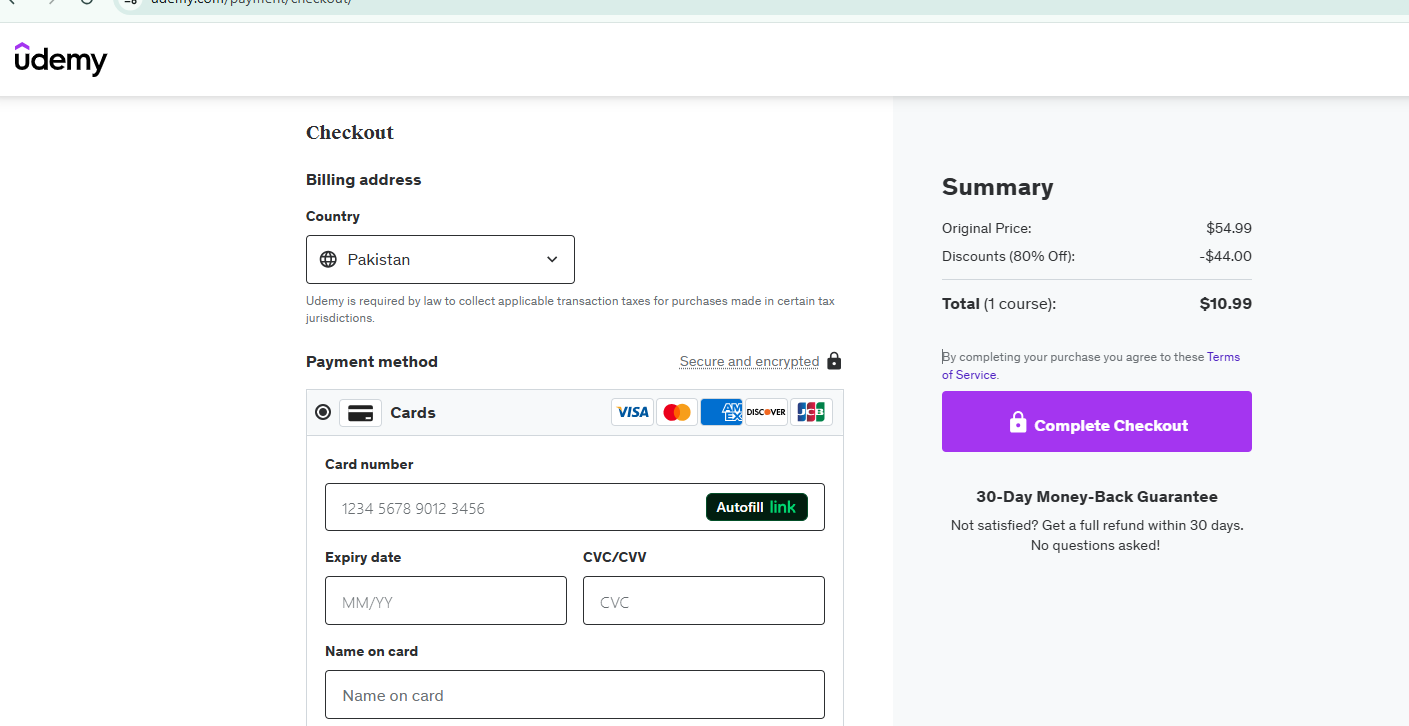 udemy.com/payment/checkout/
ûdemy
Checkout
Billing address
Country
Pakistan
Udemy is required by law to collect applicable transaction taxes for purchases made in certain tax
jurisdictions.
Payment method
Secure and encrypted
Cards
VISA
AM
EX
DISCOVER
JCB
Card number
1234 5678 9012 3456
Autofill link
Expiry date
CVC/CVV
MM/YY
CVC
Name on card
Name on card
Summary
Original Price: $54.99
Discounts (80% Off): -$44.00
Total (1 course): $10.99
By completing your purchase you agree to these Terms
of Service.
Complete Checkout
30-Day Money-Back Guarantee
Not satisfied? Get a full refund within 30 days.
No questions asked!